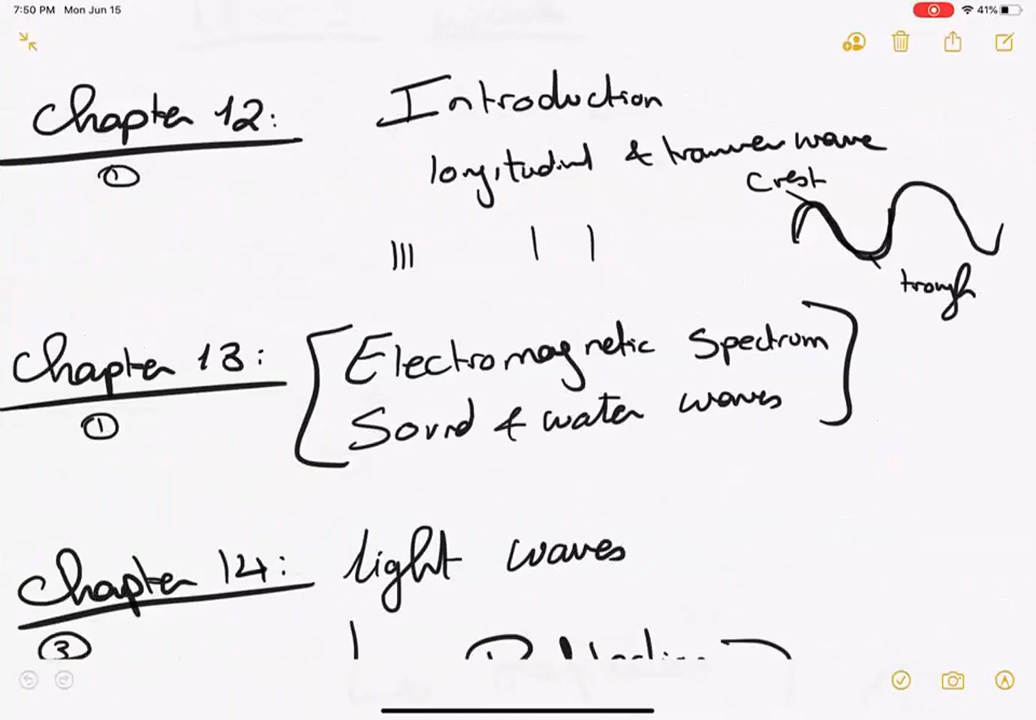 7:50 PM Mon Jun 15
41%
Chapter 12: Introduction
①
longitudinal & transver wave
Crest
trough
Chapter 13: Electromagnetic Spectrum
①
Sound & water waves
Chapter 14: light waves
③